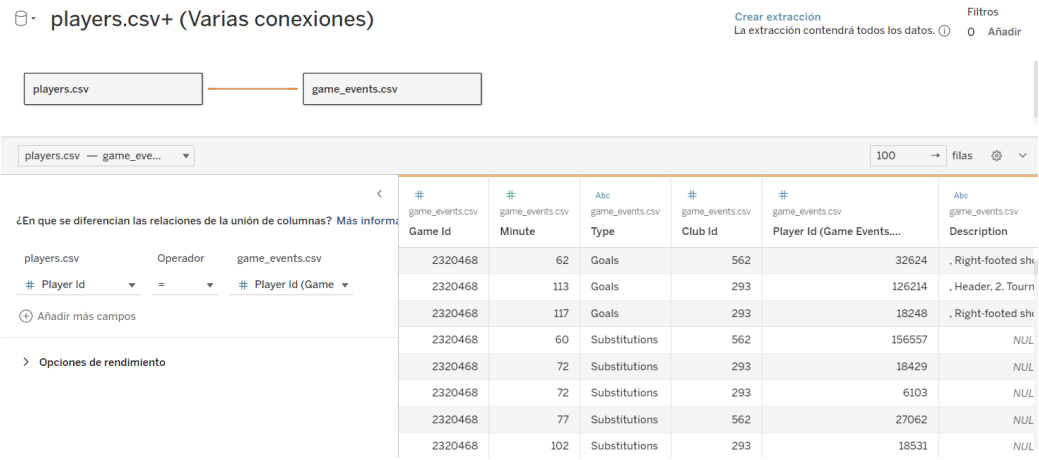 players.csv+ (Varias conexiones)
Crear extracción
La extracción contendrá todos los datos.
Filtros
0 Añadir
players.csv
game_events.csv
players.csv — game_eve...
100 → filas
¿En que se diferencian las relaciones de la unión de columnas? Más informa
players.csv Operador game_events.csv
# Player Id = # Player Id (Game
Añadir más campos
Opciones de rendimiento
# # Abc # # Abc
game_events.csv game_events.csv game_events.csv game_events.csv game_events.csv game_events.csv
Game Id Minute Type Club Id Player Id (Game Events.... Description
2320468 62 Goals 562 32624 , Right-footed sho
2320468 113 Goals 293 126214 , Header, 2. Tourn
2320468 117 Goals 293 18248 , Right-footed sho
2320468 60 Substitutions 562 156557 NUL
2320468 72 Substitutions 293 18429 NUL
2320468 72 Substitutions 293 6103 NUL
2320468 77 Substitutions 562 27062 NUL
2320468 102 Substitutions 293 18531 NUL